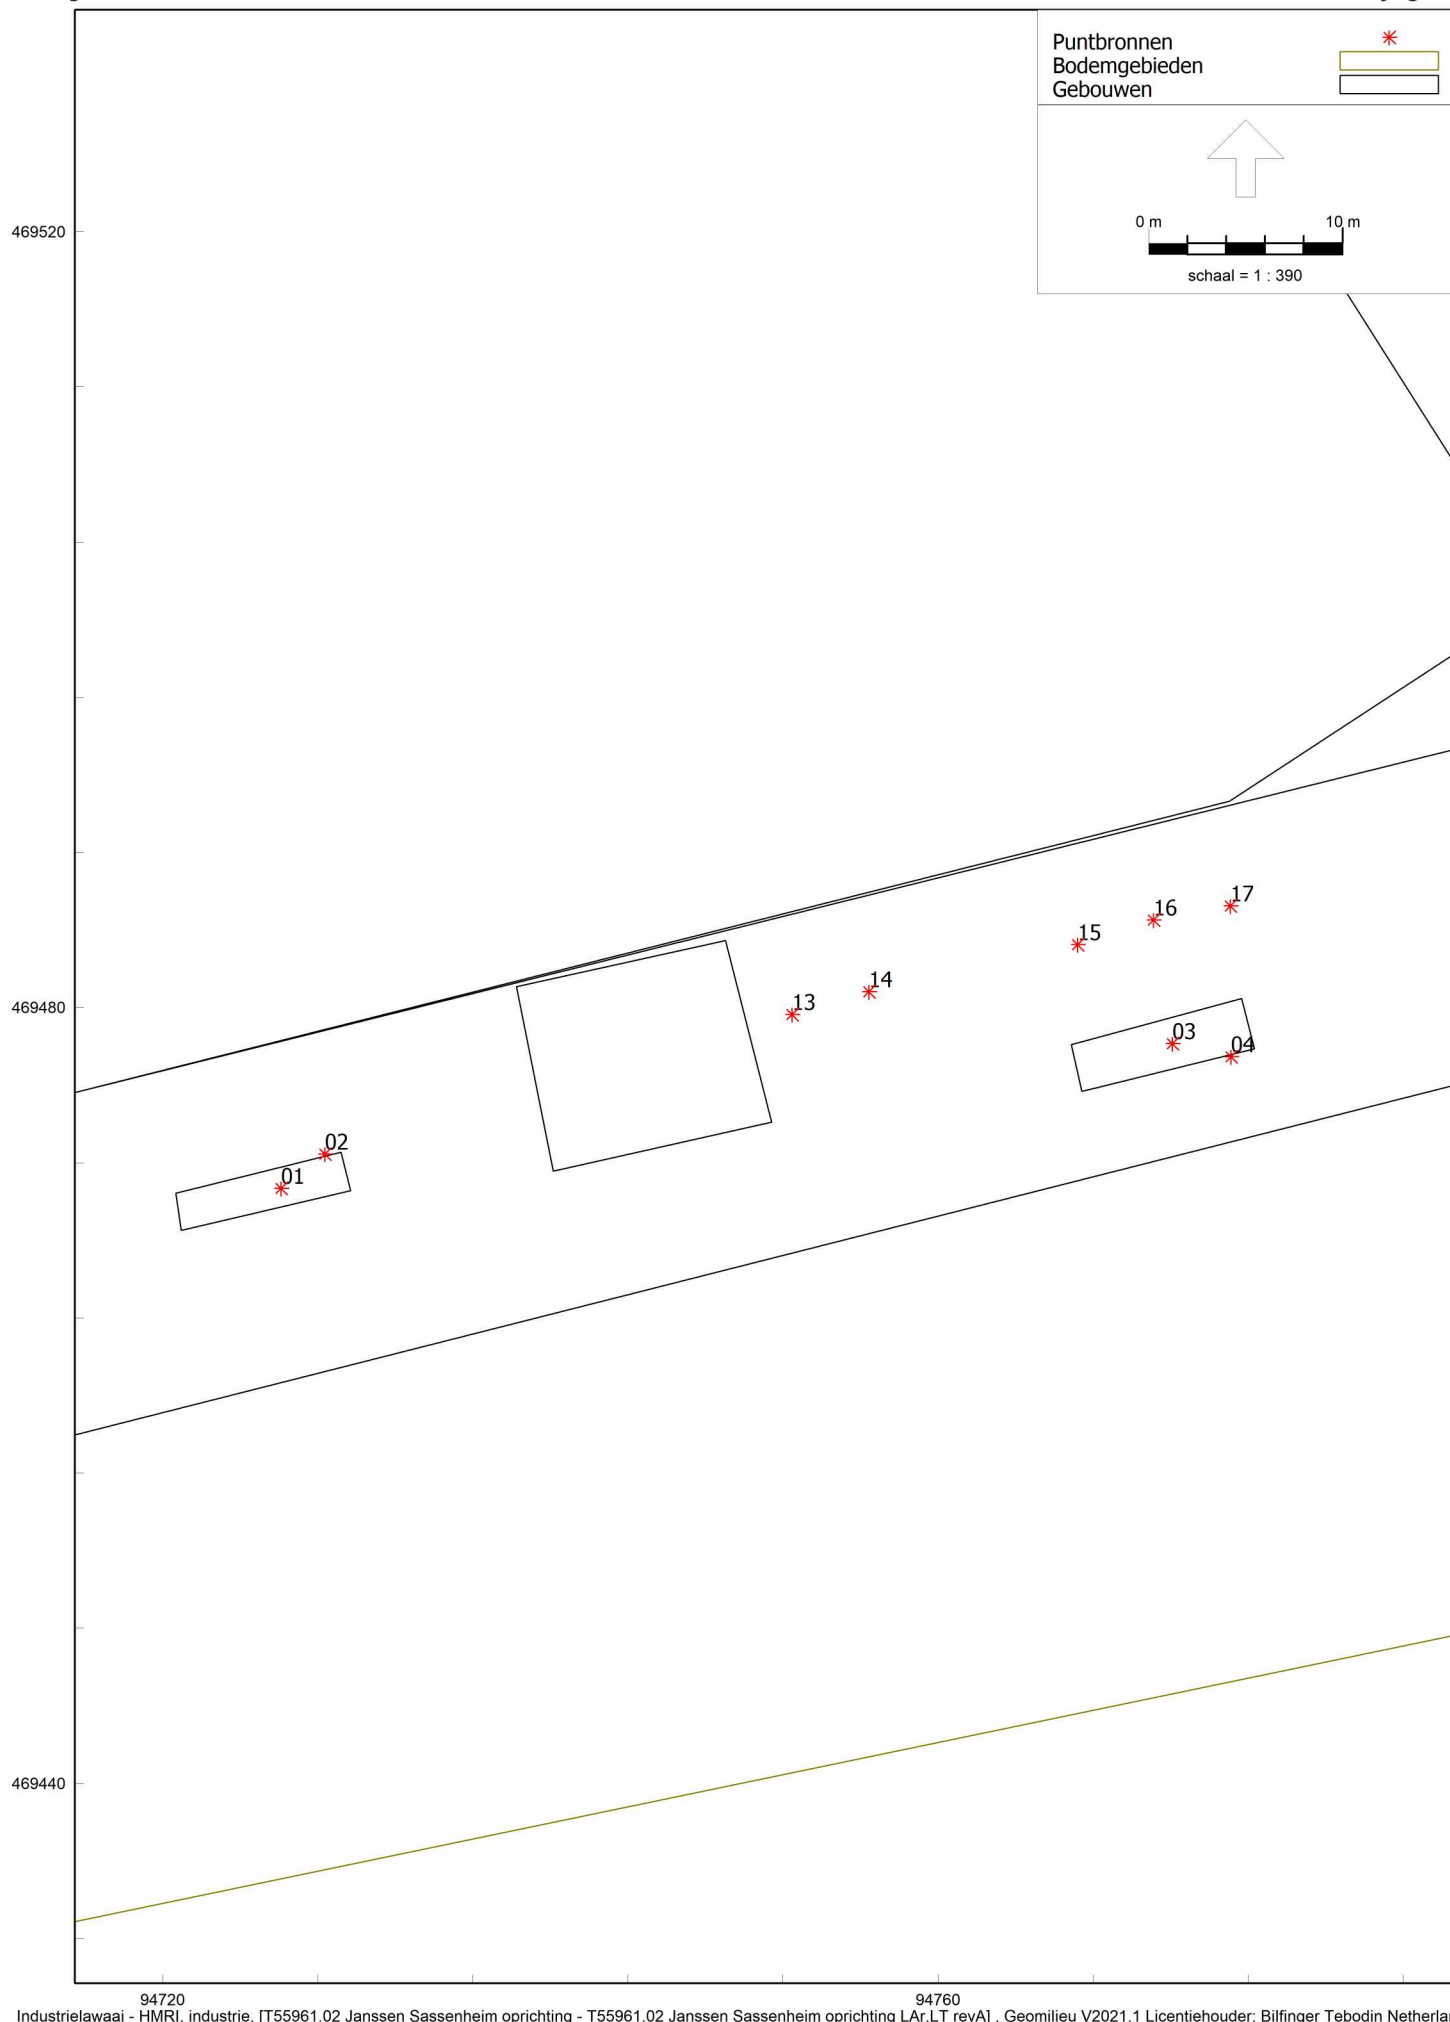 Puntbronnen
Bodemgebieden
Gebouwen
0 m 10 m
schaal = 1 : 390
469520
17
16
15
14
469480
13
03
04
02
01
469440
94720 94760
Industrielawaai - HMRI, industrie, [T55961.02 Janssen Sassenheim oprichting - T55961.02 Janssen Sassenheim oprichting LAr,LT revA] , Geomilieu V2021.1 Licentiehouder: Bilfinger Tebodin